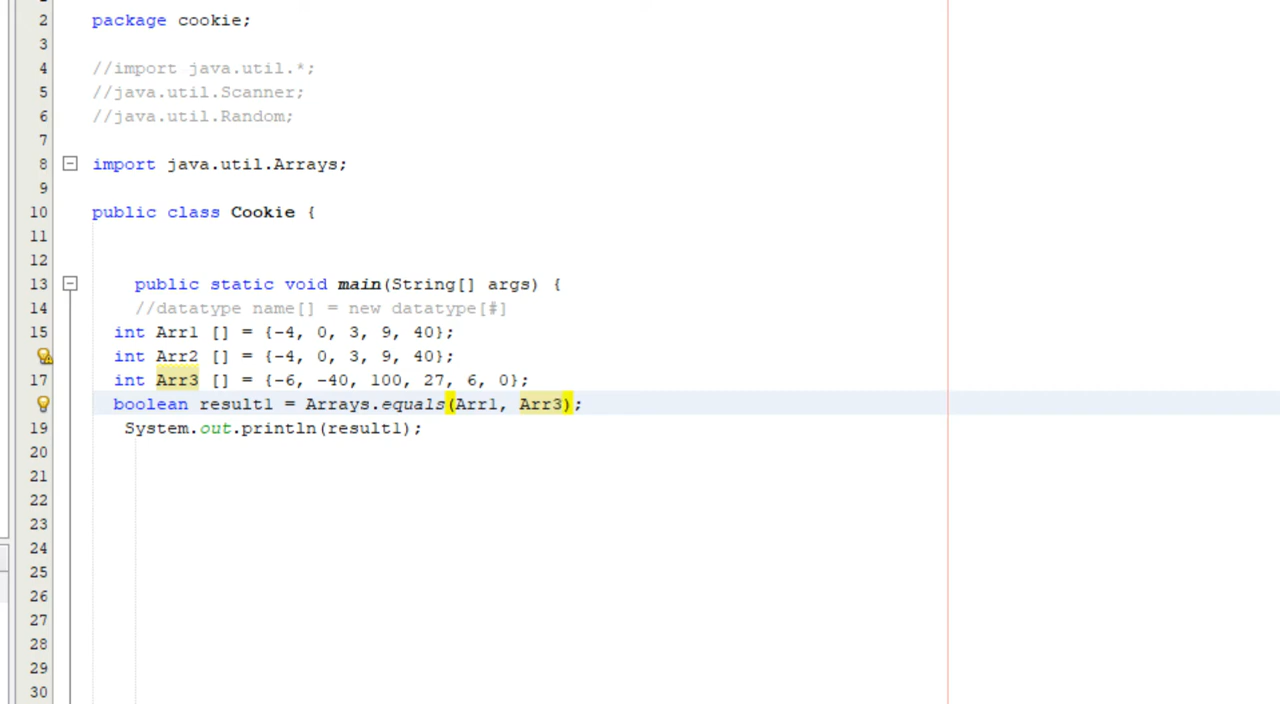 2 package cookie;
3
4 //import java.util.*;
5 //java.util.Scanner;
6 //java.util.Random;
7
8 import java.util.Arrays;
9
10 public class Cookie {
11
12
13 public static void main(String[] args) {
14 //datatype name[] = new datatype[#]
15 int Arr1 [] = {-4, 0, 3, 9, 40};
int Arr2 [] = {-4, 0, 3, 9, 40};
17 int Arr3 [] = {-6, -40, 100, 27, 6, 0};
boolean result1 = Arrays.equals(Arr1, Arr3);
19 System.out.println(result1);
20
21
22
23
24
25
26
27
28
29
30